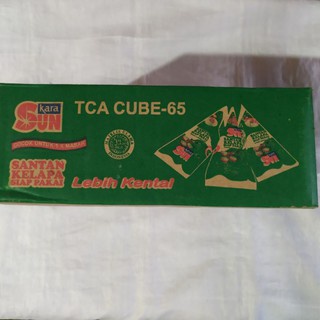 kara
SUN
TCA CUBE-65
SANTAN
KELAPA
SIAP PAKAI
Lebih Kental